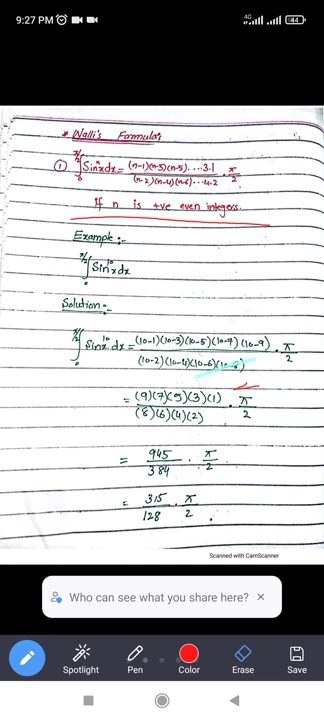 9:27 PM
4G
44
* Walli's Formula:
① ∫₀^{π/2} Sinⁿx dx = (n-1)(n-3)(n-5)....3.1 / (n-2)(n-4)(n-6)...4.2 . π/2
If n is +ve even integers.
Example:-
∫₀^{π/2} Sin¹⁰x dx
Solution:-
∫₀^{π/2} Sin¹⁰x dx = (10-1)(10-3)(10-5)(10-7)(10-9) / (10-2)(10-4)(10-6)(10-8) . π/2
= (9)(7)(5)(3)(1) / (8)(6)(4)(2) . π/2
= 945/384 . π/2
= 315/128 . π/2 .
Scanned with CamScanner
Who can see what you share here? ×
Spotlight Pen Color Erase Save